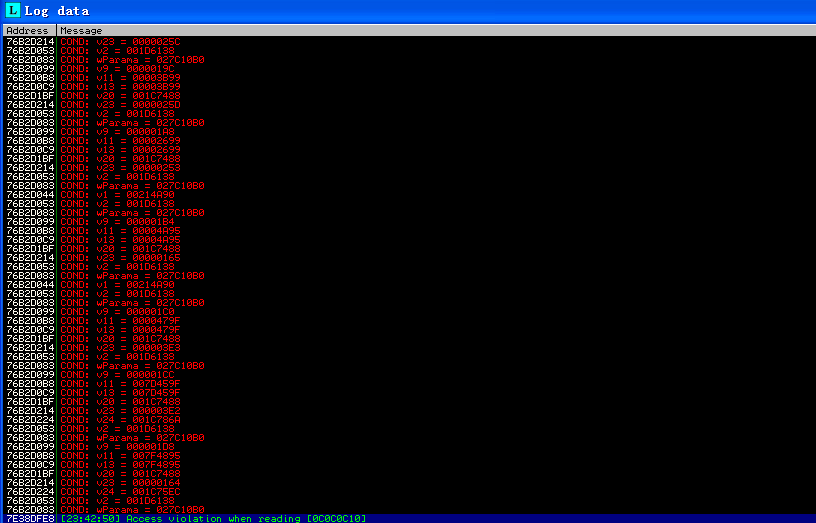 L Log data
Address Message
76B2D214 COND: v23 = 0000025C
76B2D053 COND: v2 = 001D6138
76B2D083 COND: wParama = 027C10B0
76B2D099 COND: v9 = 0000019C
76B2D0B8 COND: v11 = 00003B99
76B2D0C9 COND: v13 = 00003B99
76B2D1BF COND: v20 = 001C7488
76B2D214 COND: v23 = 0000025D
76B2D053 COND: v2 = 001D6138
76B2D083 COND: wParama = 027C10B0
76B2D099 COND: v9 = 000001A8
76B2D0B8 COND: v11 = 00002699
76B2D0C9 COND: v13 = 00002699
76B2D1BF COND: v20 = 001C7488
76B2D214 COND: v23 = 00000253
76B2D053 COND: v2 = 001D6138
76B2D083 COND: wParama = 027C10B0
76B2D044 COND: v1 = 00214A90
76B2D053 COND: v2 = 001D6138
76B2D083 COND: wParama = 027C10B0
76B2D099 COND: v9 = 000001B4
76B2D0B8 COND: v11 = 00004A95
76B2D0C9 COND: v13 = 00004A95
76B2D1BF COND: v20 = 001C7488
76B2D214 COND: v23 = 00000165
76B2D053 COND: v2 = 001D6138
76B2D083 COND: wParama = 027C10B0
76B2D044 COND: v1 = 00214A90
76B2D053 COND: v2 = 001D6138
76B2D083 COND: wParama = 027C10B0
76B2D099 COND: v9 = 000001C0
76B2D0B8 COND: v11 = 0000479F
76B2D0C9 COND: v13 = 0000479F
76B2D1BF COND: v20 = 001C7488
76B2D214 COND: v23 = 000003E3
76B2D053 COND: v2 = 001D6138
76B2D083 COND: wParama = 027C10B0
76B2D099 COND: v9 = 000001CC
76B2D0B8 COND: v11 = 007D459F
76B2D0C9 COND: v13 = 007D459F
76B2D1BF COND: v20 = 001C7488
76B2D214 COND: v23 = 000003E2
76B2D224 COND: v24 = 001C786A
76B2D053 COND: v2 = 001D6138
76B2D083 COND: wParama = 027C10B0
76B2D099 COND: v9 = 000001D8
76B2D0B8 COND: v11 = 007F4895
76B2D0C9 COND: v13 = 007F4895
76B2D1BF COND: v20 = 001C7488
76B2D214 COND: v23 = 00000164
76B2D224 COND: v24 = 001C75EC
76B2D053 COND: v2 = 001D6138
76B2D083 COND: wParama = 027C10B0
7E38DFE8 [23:42:50] Access violation when reading [0C0C0C10]